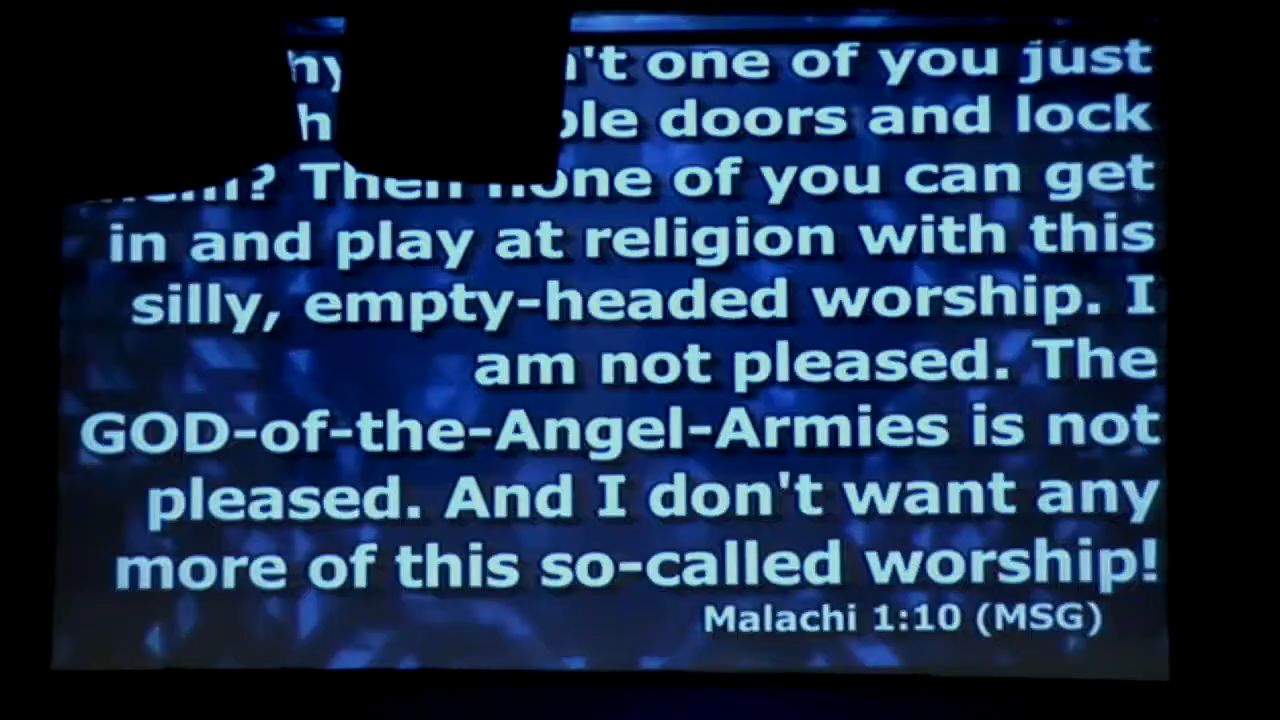 one of you just
doors and lock
Then none of you can get
in and play at religion with this
silly, empty-headed worship. I
am not pleased. The
GOD-of-the-Angel-Armies is not
pleased. And I don't want any
more of this so-called worship!
Malachi 1:10 (MSG)